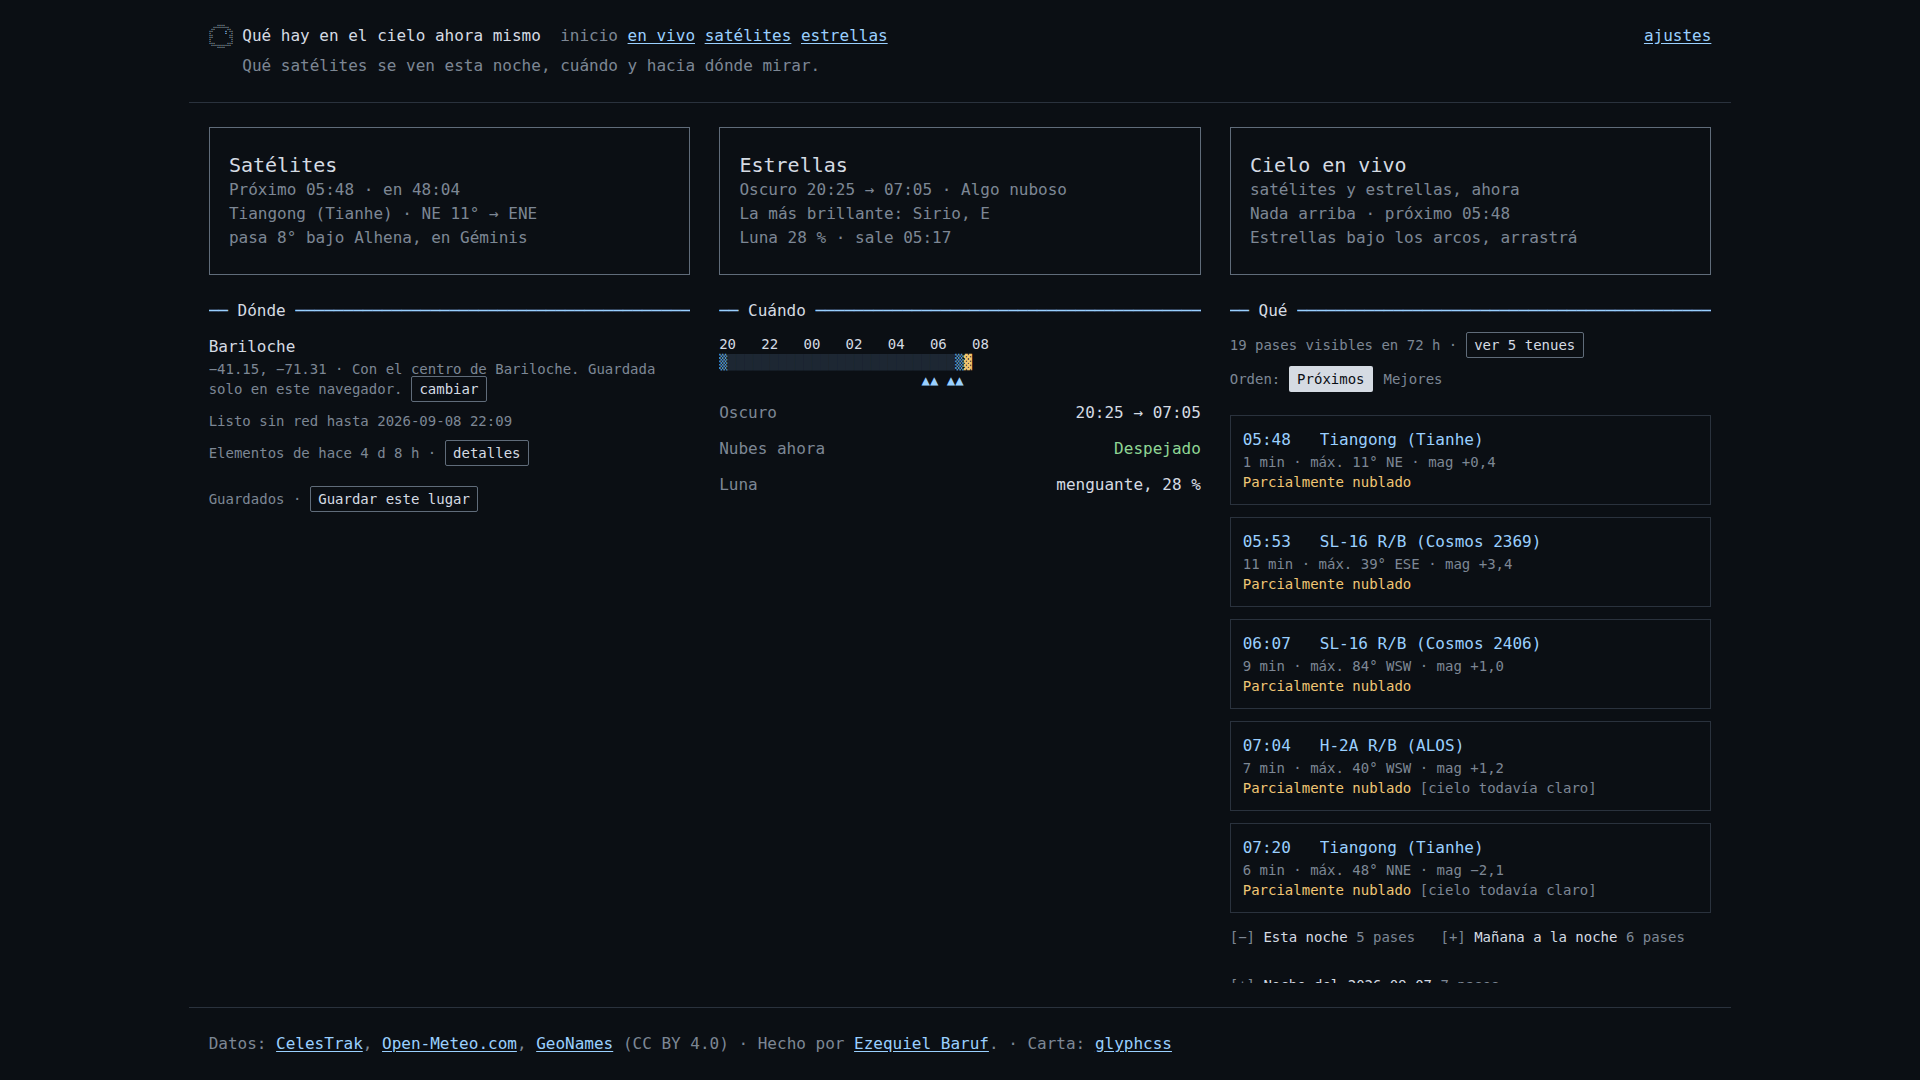 Qué hay en el cielo ahora mismo inicio en vivo satélites estrellas ajustes
Qué satélites se ven esta noche, cuándo y hacia dónde mirar.
Satélites
Próximo 05:48 · en 48:04
Tiangong (Tianhe) · NE 11° → ENE
pasa 8° bajo Alhena, en Géminis
Estrellas
Oscuro 20:25 → 07:05 · Algo nuboso
La más brillante: Sirio, E
Luna 28 % · sale 05:17
Cielo en vivo
satélites y estrellas, ahora
Nada arriba · próximo 05:48
Estrellas bajo los arcos, arrastrá
Dónde
Bariloche
−41.15, −71.31 · Con el centro de Bariloche. Guardada
solo en este navegador. cambiar
Listo sin red hasta 2026-09-08 22:09
Elementos de hace 4 d 8 h · detalles
Guardados · Guardar este lugar
Cuándo
20 22 00 02 04 06 08
▲▲ ▲▲
Oscuro 20:25 → 07:05
Nubes ahora Despejado
Luna menguante, 28 %
Qué
19 pases visibles en 72 h · ver 5 tenues
Orden: Próximos Mejores
05:48 Tiangong (Tianhe)
1 min · máx. 11° NE · mag +0,4
Parcialmente nublado
05:53 SL-16 R/B (Cosmos 2369)
11 min · máx. 39° ESE · mag +3,4
Parcialmente nublado
06:07 SL-16 R/B (Cosmos 2406)
9 min · máx. 84° WSW · mag +1,0
Parcialmente nublado
07:04 H-2A R/B (ALOS)
7 min · máx. 40° WSW · mag +1,2
Parcialmente nublado [cielo todavía claro]
07:20 Tiangong (Tianhe)
6 min · máx. 48° NNE · mag −2,1
Parcialmente nublado [cielo todavía claro]
[−] Esta noche 5 pases [+] Mañana a la noche 6 pases
[+] Noche del 2026-09-07 7 pases
Datos: CelesTrak, Open-Meteo.com, GeoNames (CC BY 4.0) · Hecho por Ezequiel Baruf. · Carta: glyphcss